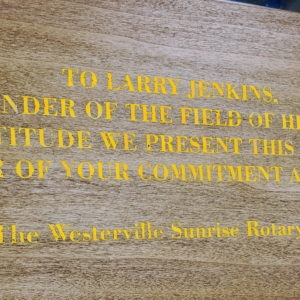 TO LARRY JENKINS,
NDER OF THE FIELD OF HE
TITUDE WE PRESENT THIS
R OF YOUR COMMITMENT A
The Westerville Sunrise Rotary